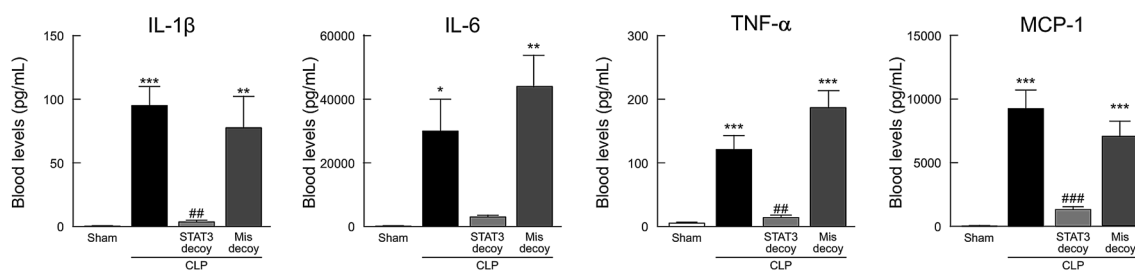 IL-1β
Blood levels (pg/mL)
150
100
50
0
***
##
**
Sham
STAT3
decoy
Mis
decoy
CLP
IL-6
Blood levels (pg/mL)
60000
40000
20000
0
*
**
Sham
STAT3
decoy
Mis
decoy
CLP
TNF-α
Blood levels (pg/mL)
300
200
100
0
***
##
***
Sham
STAT3
decoy
Mis
decoy
CLP
MCP-1
Blood levels (pg/mL)
15000
10000
5000
0
***
###
***
Sham
STAT3
decoy
Mis
decoy
CLP